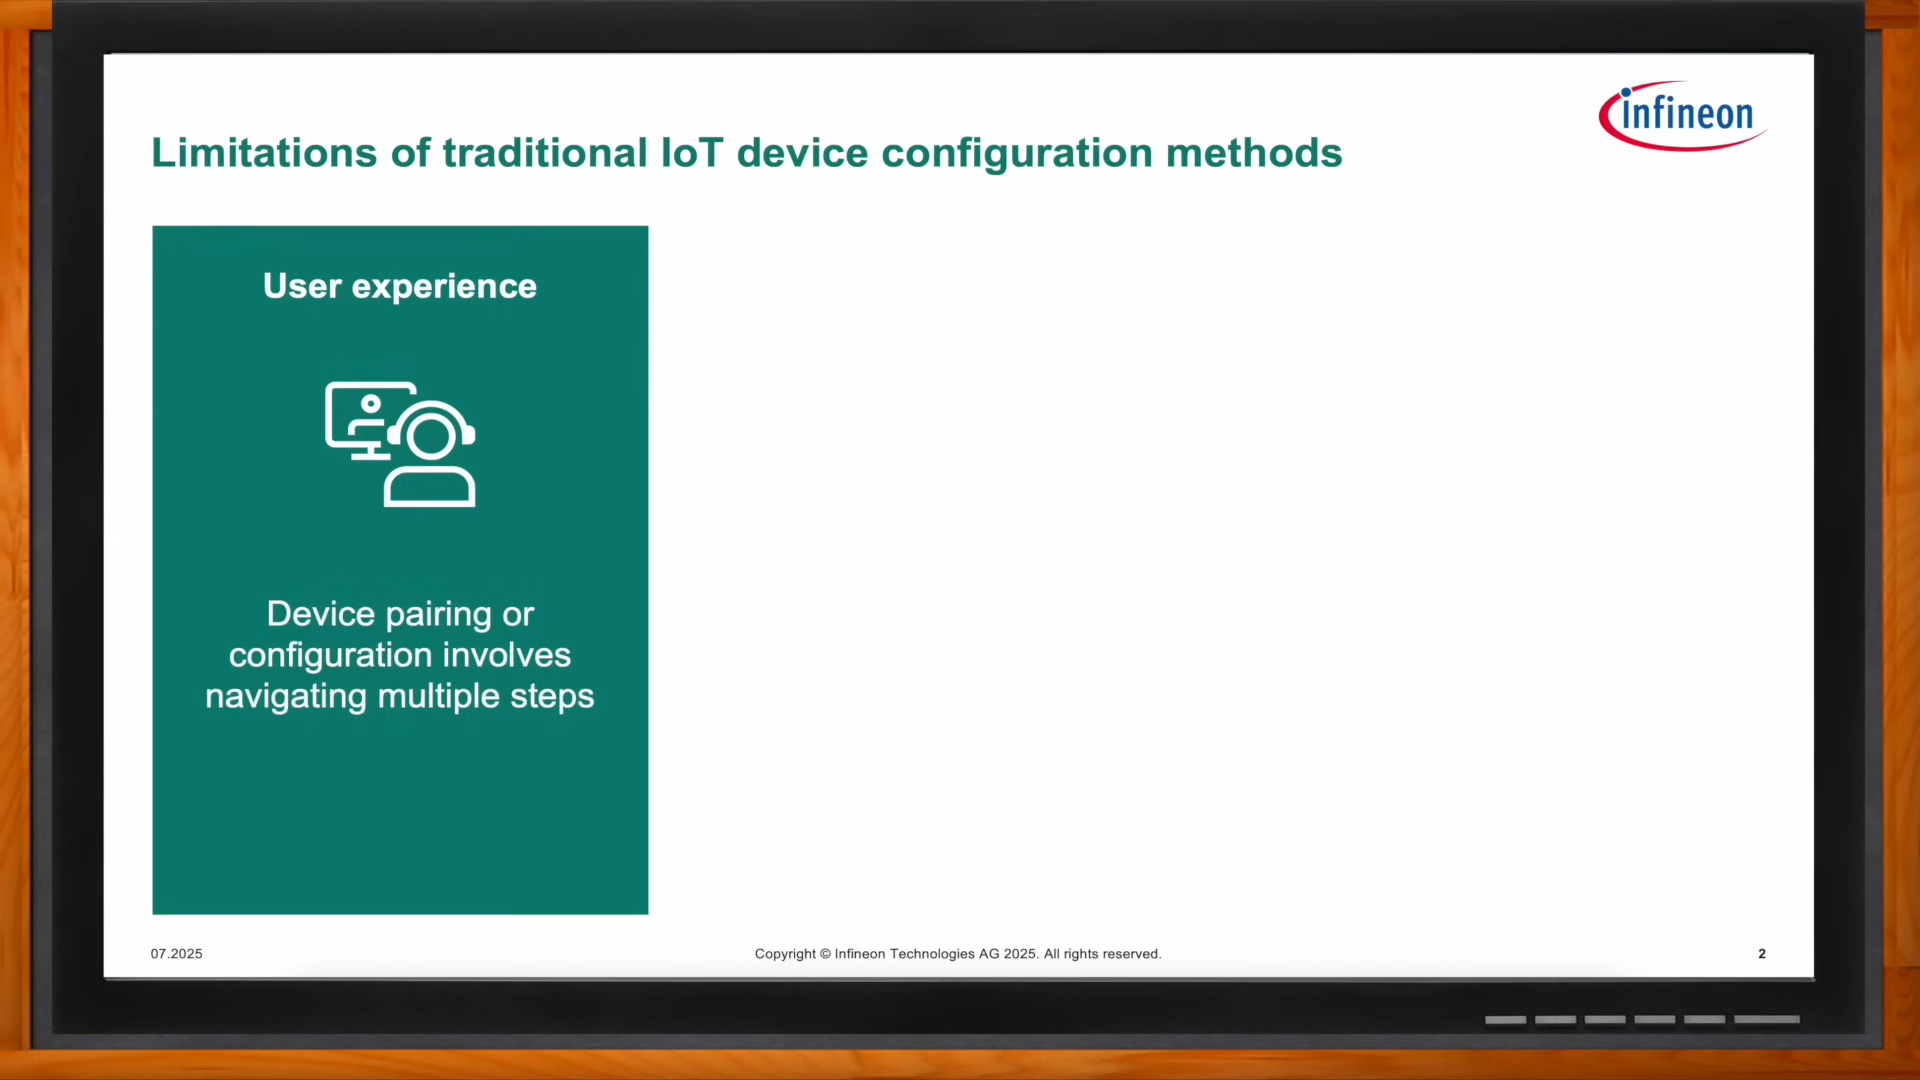 infineon
Limitations of traditional IoT device configuration methods
User experience
Device pairing or
configuration involves
navigating multiple steps
07.2025
Copyright © Infineon Technologies AG 2025. All rights reserved.
2